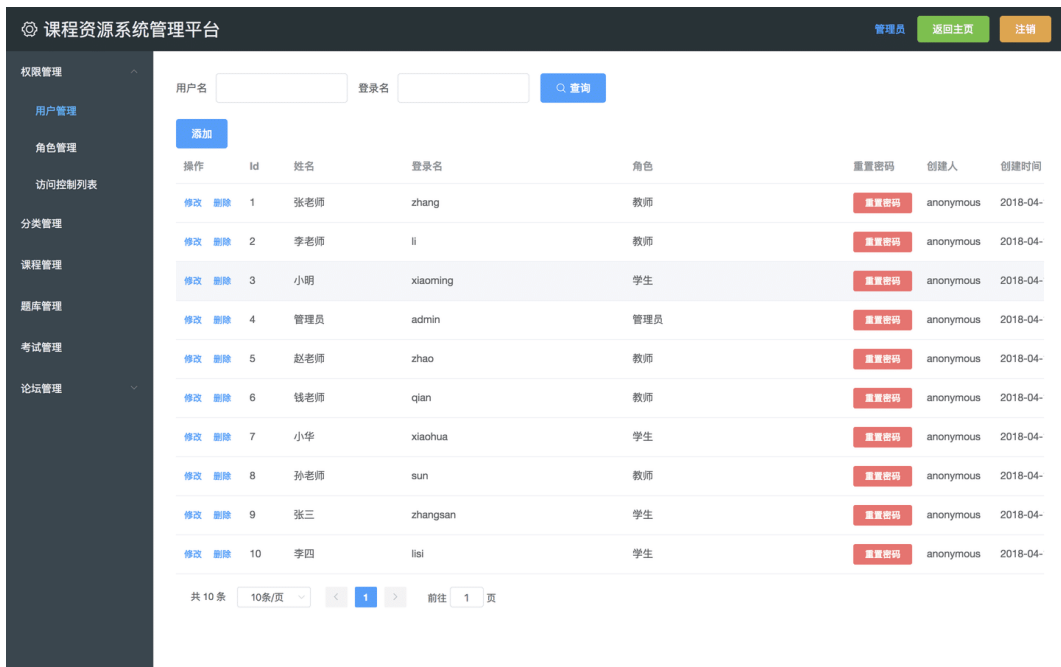 课程资源系统管理平台 管理员 返回主页 注销
权限管理
用户管理
角色管理
访问控制列表
分类管理
课程管理
题库管理
考试管理
论坛管理
用户名 登录名 查询
添加
操作 Id 姓名 登录名 角色 重置密码 创建人 创建时间
修改 删除 1 张老师 zhang 教师 重置密码 anonymous 2018-04-
修改 删除 2 李老师 li 教师 重置密码 anonymous 2018-04-
修改 删除 3 小明 xiaoming 学生 重置密码 anonymous 2018-04-
修改 删除 4 管理员 admin 管理员 重置密码 anonymous 2018-04-
修改 删除 5 赵老师 zhao 教师 重置密码 anonymous 2018-04-
修改 删除 6 钱老师 qian 教师 重置密码 anonymous 2018-04-
修改 删除 7 小华 xiaohua 学生 重置密码 anonymous 2018-04-
修改 删除 8 孙老师 sun 教师 重置密码 anonymous 2018-04-
修改 删除 9 张三 zhangsan 学生 重置密码 anonymous 2018-04-
修改 删除 10 李四 lisi 学生 重置密码 anonymous 2018-04-
共 10 条 10条/页 1 前往 1 页